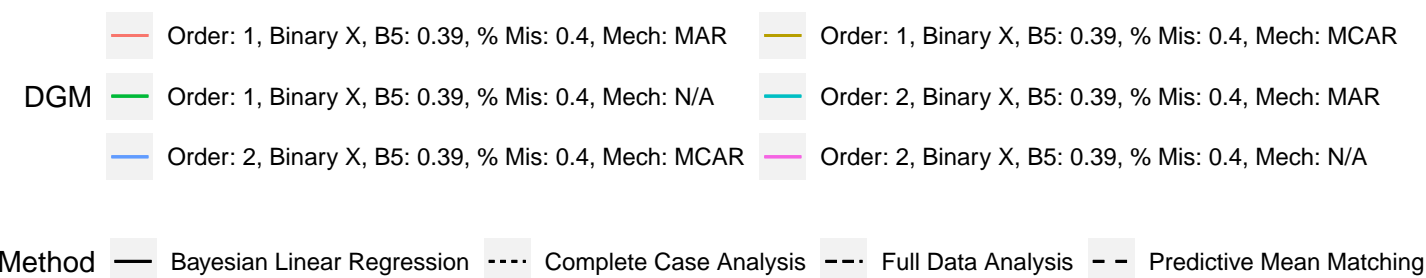 Order: 1, Binary X, B5: 0.39, % Mis: 0.4, Mech: MAR Order: 1, Binary X, B5: 0.39, % Mis: 0.4, Mech: MCAR
DGM Order: 1, Binary X, B5: 0.39, % Mis: 0.4, Mech: N/A Order: 2, Binary X, B5: 0.39, % Mis: 0.4, Mech: MAR
Order: 2, Binary X, B5: 0.39, % Mis: 0.4, Mech: MCAR Order: 2, Binary X, B5: 0.39, % Mis: 0.4, Mech: N/A
Method Bayesian Linear Regression Complete Case Analysis Full Data Analysis Predictive Mean Matching